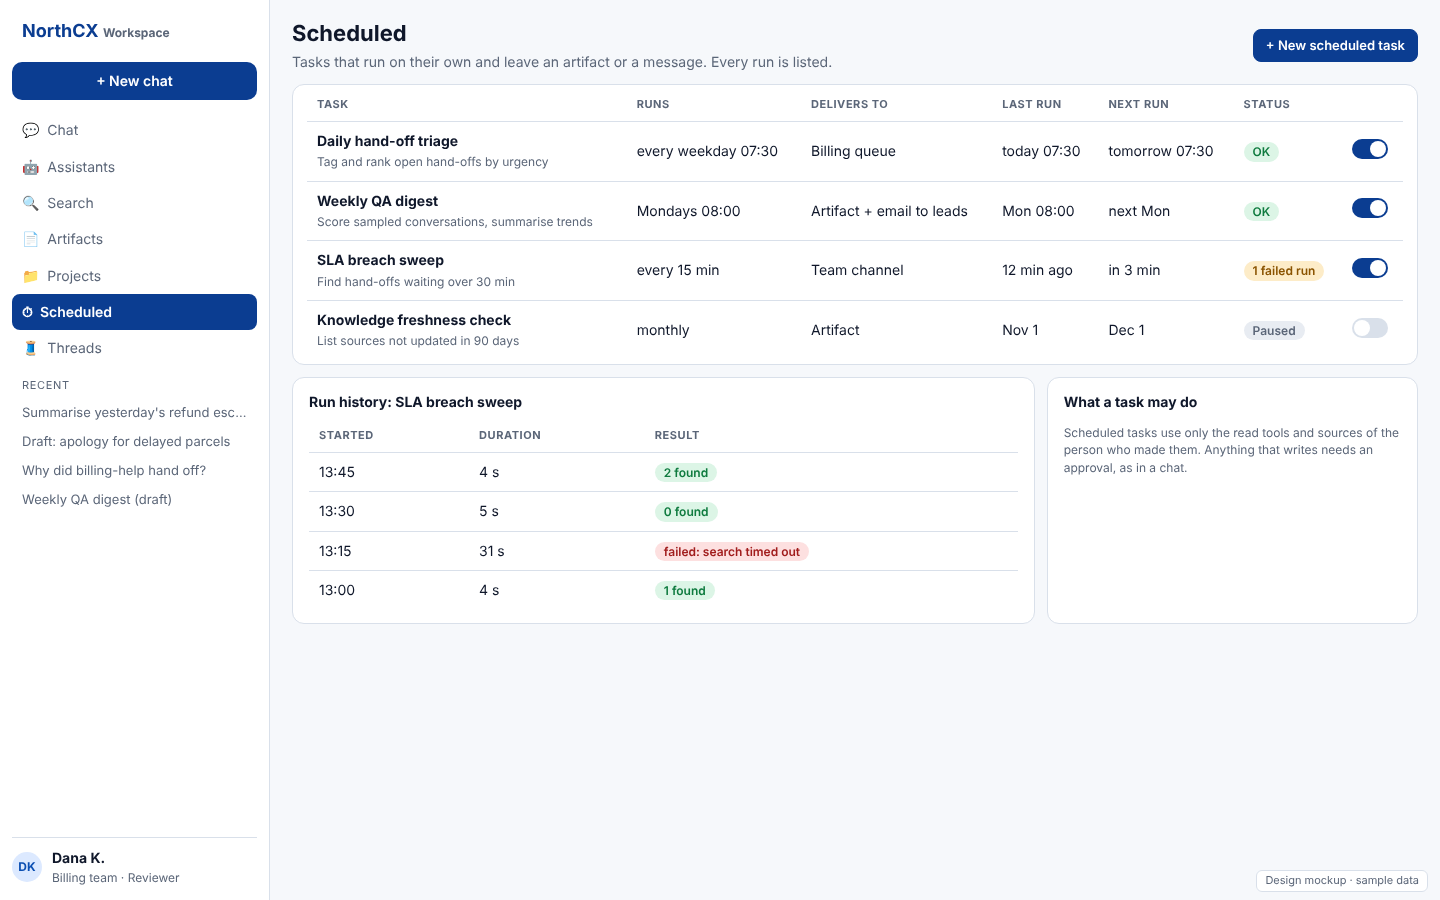 NorthCX Workspace
+ New chat
💬 Chat
🤖 Assistants
🔍 Search
📄 Artifacts
📁 Projects
⏱ Scheduled
🧵 Threads
RECENT
Summarise yesterday's refund esc...
Draft: apology for delayed parcels
Why did billing-help hand off?
Weekly QA digest (draft)
DK
Dana K.
Billing team · Reviewer
Scheduled
Tasks that run on their own and leave an artifact or a message. Every run is listed.
+ New scheduled task
TASK RUNS DELIVERS TO LAST RUN NEXT RUN STATUS
Daily hand-off triage
Tag and rank open hand-offs by urgency
every weekday 07:30 Billing queue today 07:30 tomorrow 07:30 OK
Weekly QA digest
Score sampled conversations, summarise trends
Mondays 08:00 Artifact + email to leads Mon 08:00 next Mon OK
SLA breach sweep
Find hand-offs waiting over 30 min
every 15 min Team channel 12 min ago in 3 min 1 failed run
Knowledge freshness check
List sources not updated in 90 days
monthly Artifact Nov 1 Dec 1 Paused
Run history: SLA breach sweep
STARTED DURATION RESULT
13:45 4 s 2 found
13:30 5 s 0 found
13:15 31 s failed: search timed out
13:00 4 s 1 found
What a task may do
Scheduled tasks use only the read tools and sources of the
person who made them. Anything that writes needs an
approval, as in a chat.
Design mockup · sample data